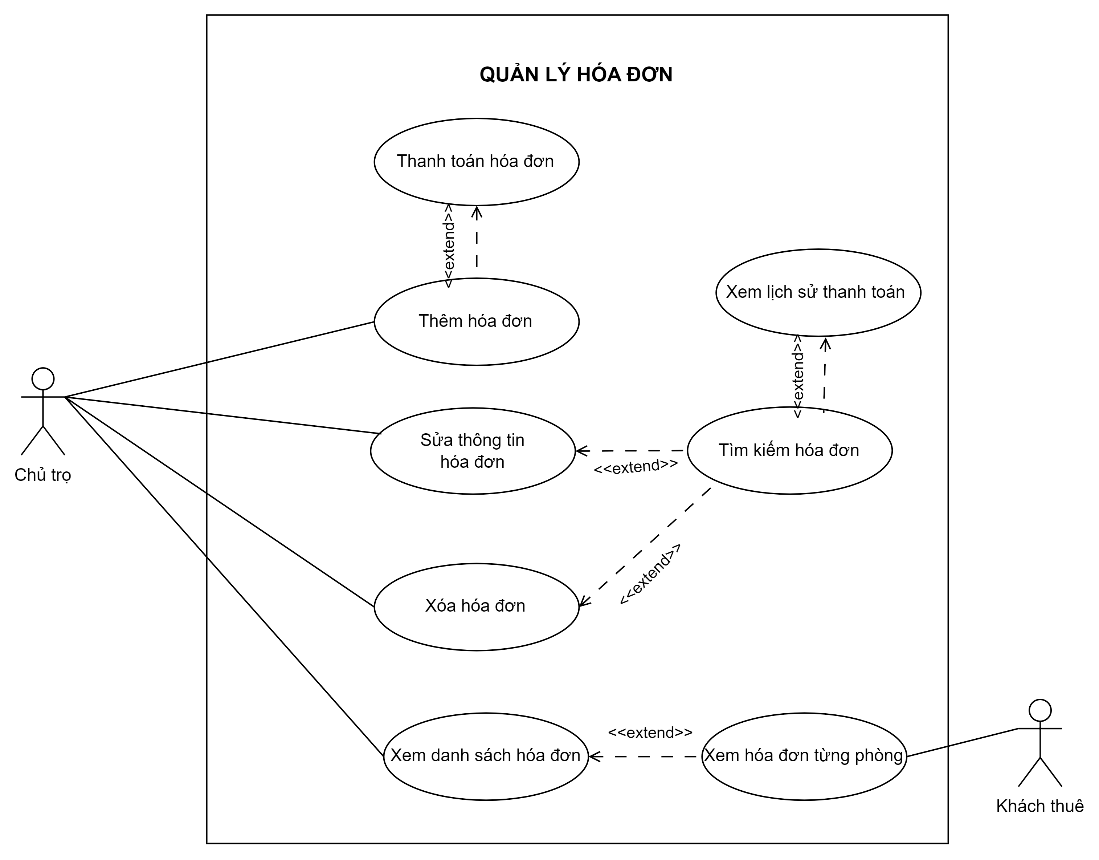 QUẢN LÝ HÓA ĐƠN
Thanh toán hóa đơn
<<extend>>
Thêm hóa đơn
Xem lịch sử thanh toán
<<extend>>
Chủ trọ
Sửa thông tin
hóa đơn
<<extend>>
Tìm kiếm hóa đơn
<<extend>>
Xóa hóa đơn
Xem danh sách hóa đơn
<<extend>>
Xem hóa đơn từng phòng
Khách thuê